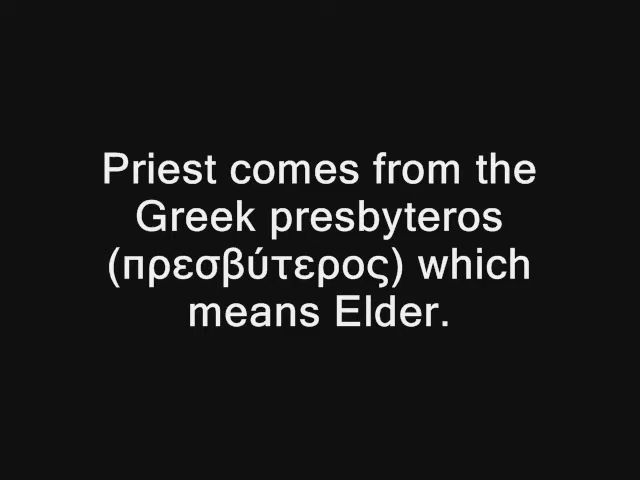 Priest comes from the
Greek presbyteros
(πρεσβύτερος) which
means Elder.